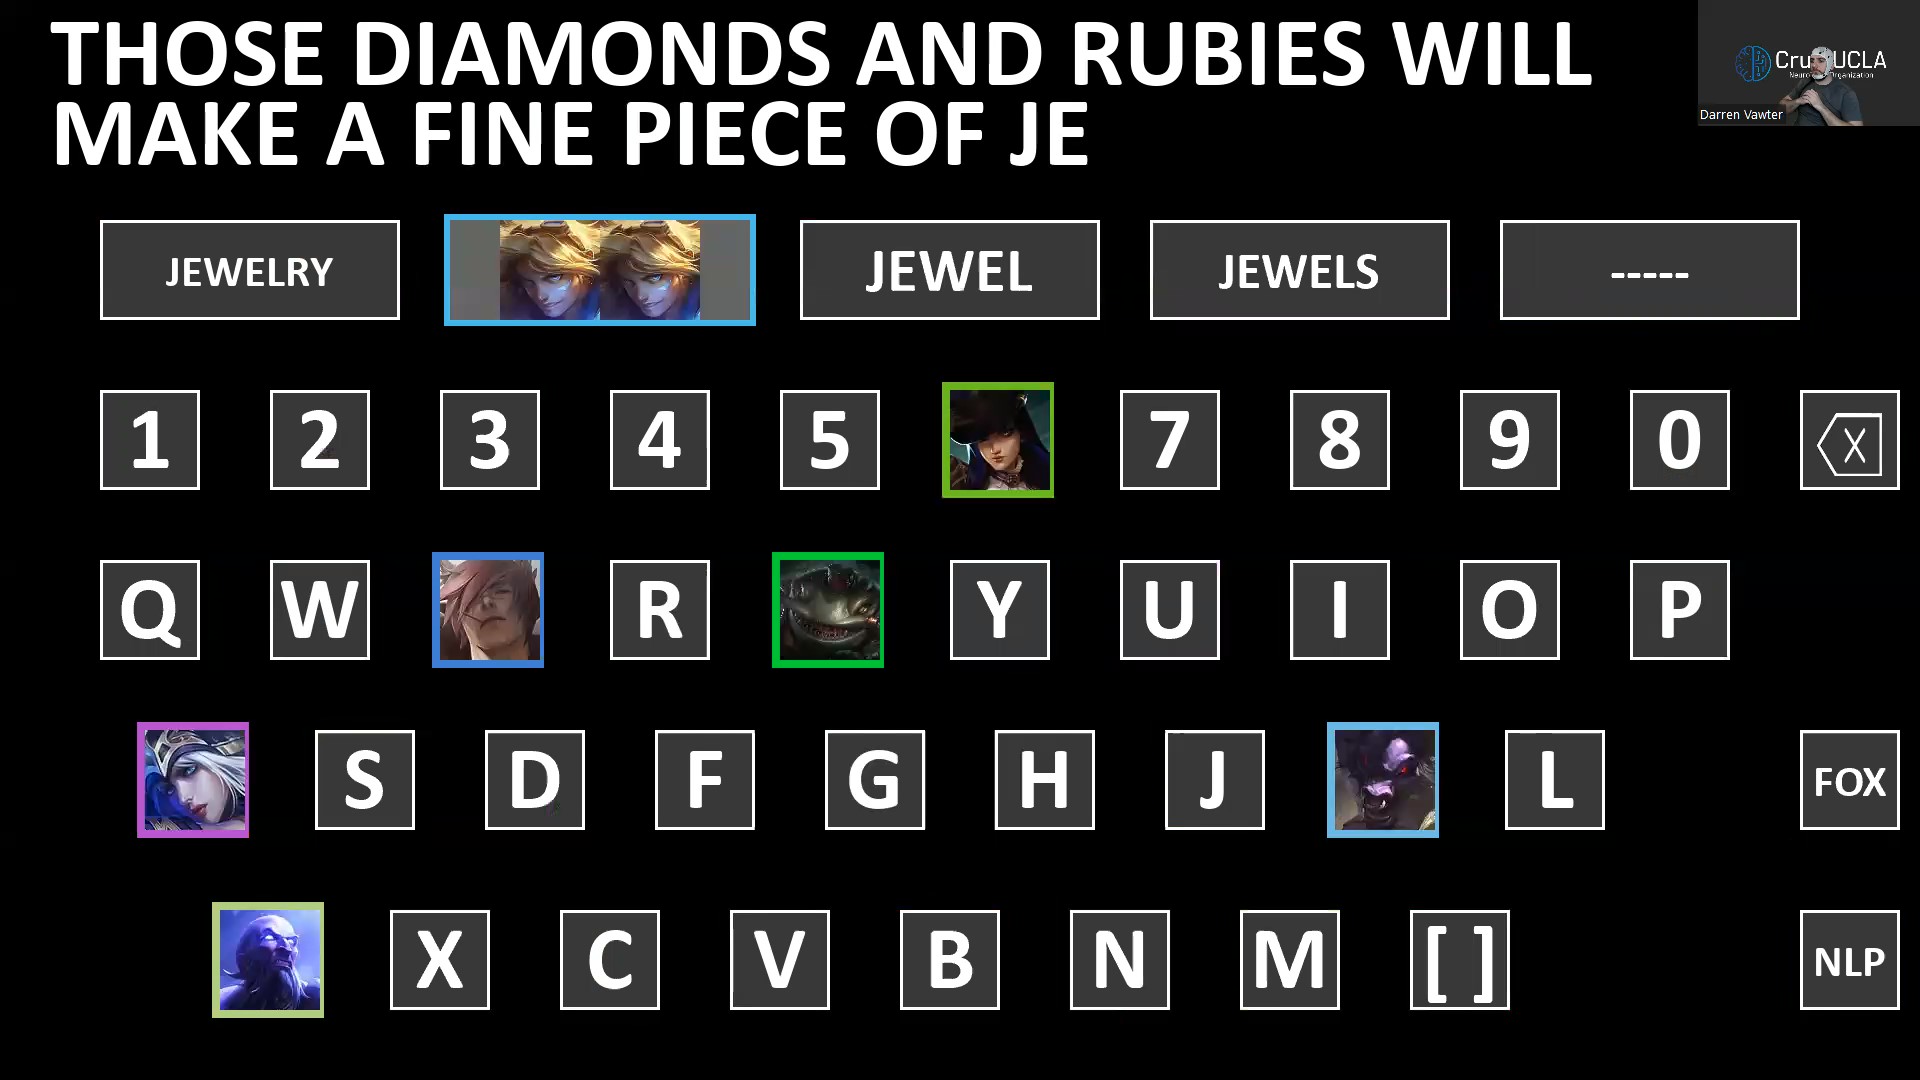 THOSE DIAMONDS AND RUBIES WILL
MAKE A FINE PIECE OF JE
UCLA
Organization
Darren Vawter
JEWELRY JEWEL JEWELS -----
1 2 3 4 5 7 8 9 0 X
Q W R Y U I O P
S D F G H J L FOX
X C V B N M [ ] NLP